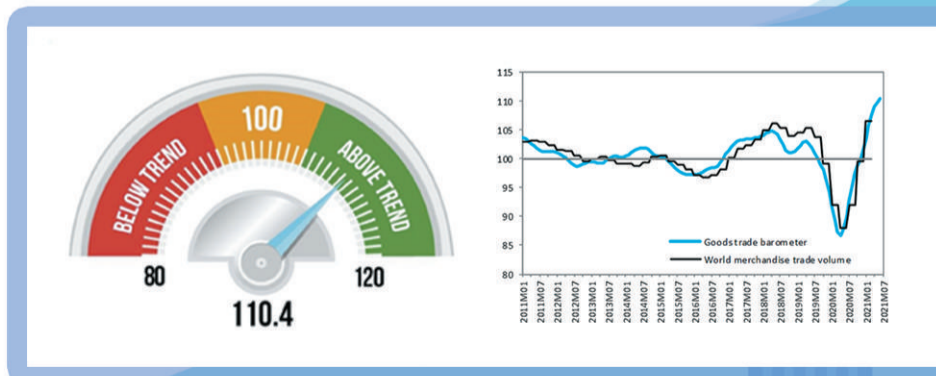 BELOW TREND
100
ABOVE TREND
80
120
110.4
115
110
105
100
95
90
85
80
Goods trade barometer
World merchandise trade volume
2011M01
2011M07
2012M01
2012M07
2013M01
2013M07
2014M01
2014M07
2015M01
2015M07
2016M01
2016M07
2017M01
2017M07
2018M01
2018M07
2019M01
2019M07
2020M01
2020M07
2021M01
2021M07